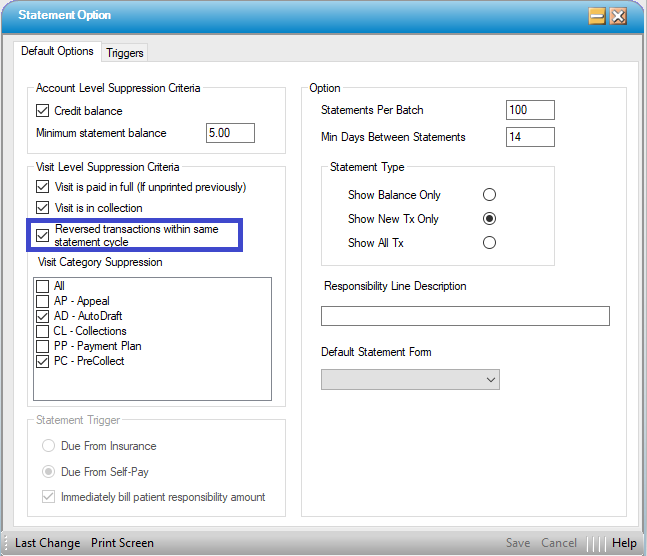 Statement Option
Default Options
Triggers
Account Level Suppression Criteria
Credit balance
Minimum statement balance 5.00
Visit Level Suppression Criteria
Visit is paid in full (If unprinted previously)
Visit is in collection
Reversed transactions within same
statement cycle
Visit Category Suppression
All
AP - Appeal
AD - AutoDraft
CL - Collections
PP - Payment Plan
PC - PreCollect
Statement Trigger
Due From Insurance
Due From Self-Pay
Immediately bill patient responsibility amount
Option
Statements Per Batch 100
Min Days Between Statements 14
Statement Type
Show Balance Only
Show New Tx Only
Show All Tx
Responsibility Line Description
Default Statement Form
Last Change Print Screen Save Cancel Help